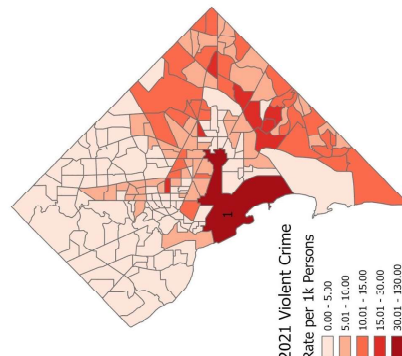 1
2021 Violent Crime
Rate per 1k Persons
0.00 - 5.00
5.01 - 10.00
10.01 - 15.00
15.01 - 30.00
30.01 - 130.00